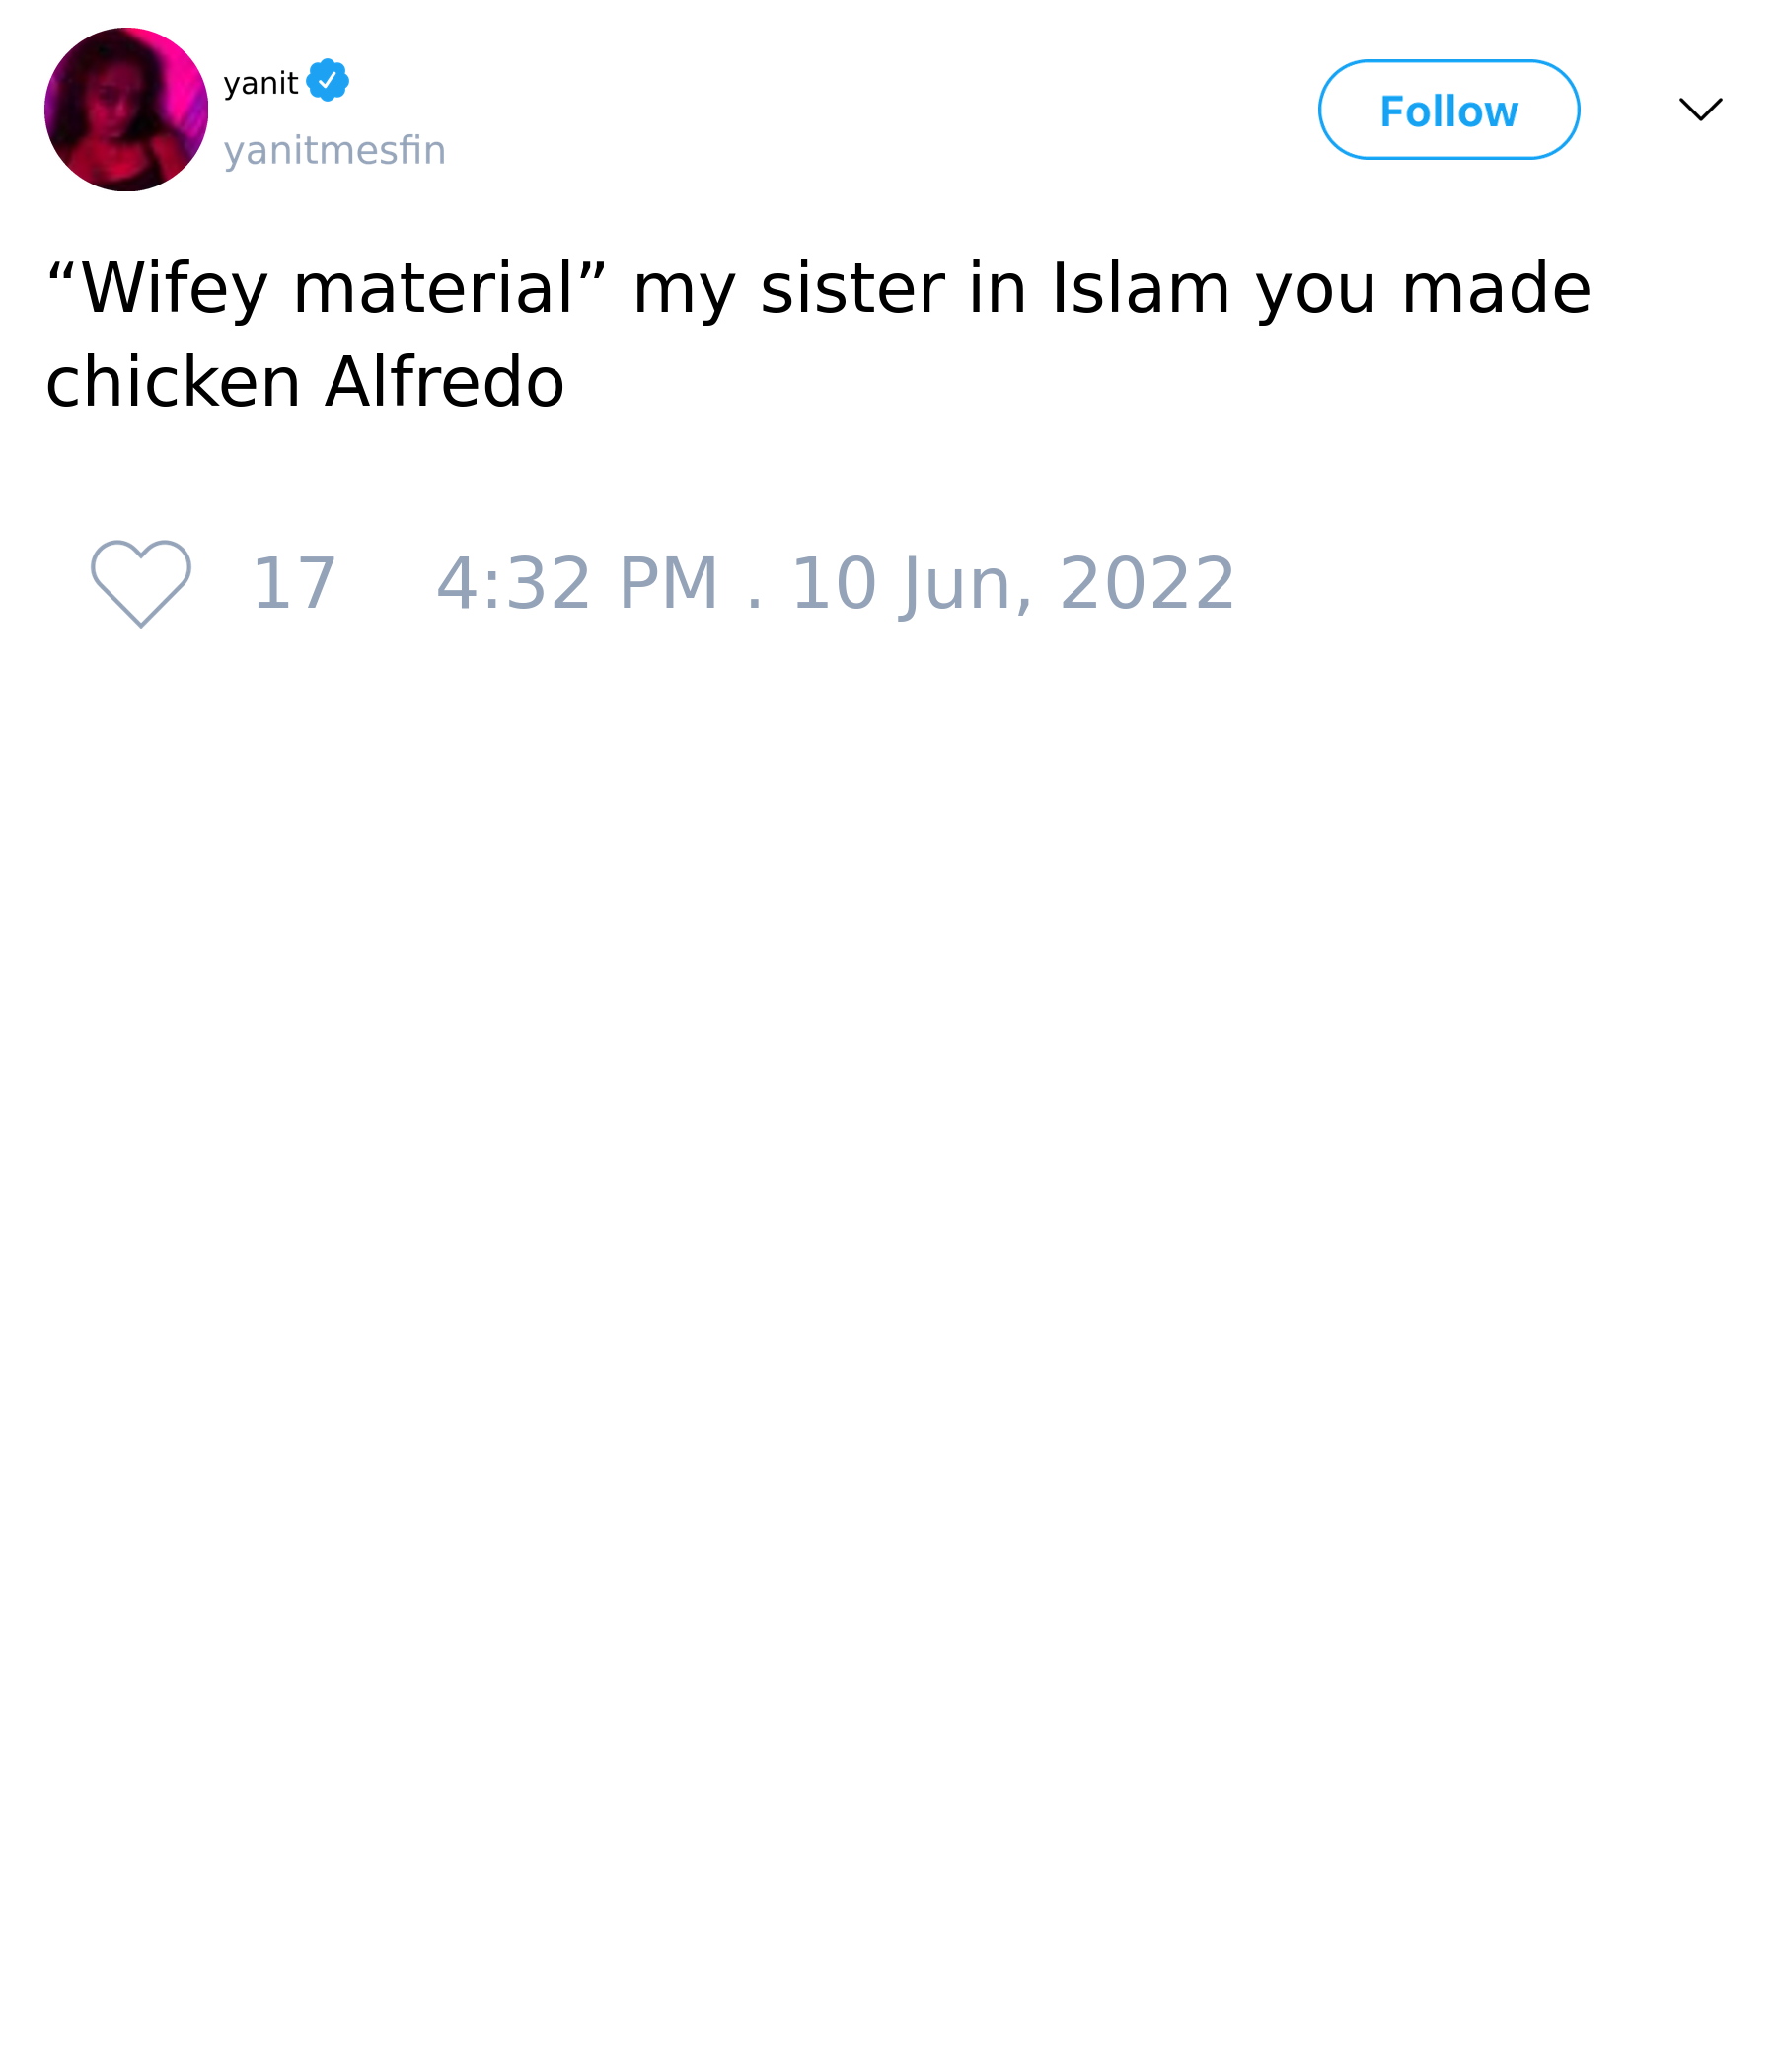 yanit
yanitmesfin
Follow
“Wifey material” my sister in Islam you made
chicken Alfredo
17 4:32 PM . 10 Jun, 2022